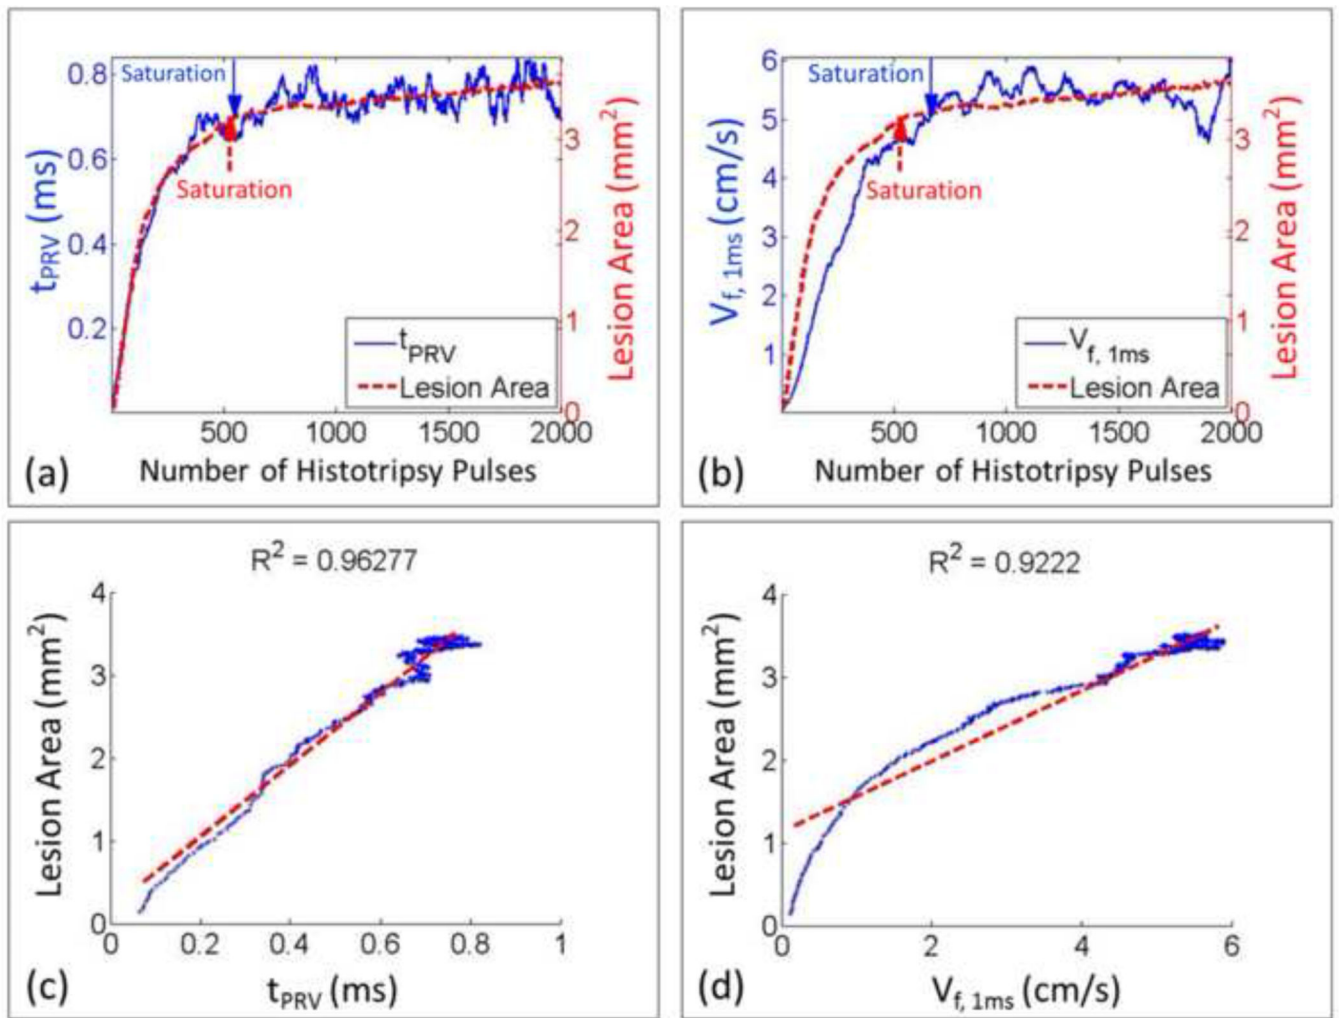 Saturation
Saturation
t_PRV (ms)
0.8
0.6
0.4
0.2
3
2
1
0
Lesion Area (mm²)
t_PRV
Lesion Area
500 1000 1500 2000
(a) Number of Histotripsy Pulses
Saturation
Saturation
V_f, 1ms (cm/s)
6
5
4
3
2
1
3
2
1
0
Lesion Area (mm²)
V_f, 1ms
Lesion Area
500 1000 1500 2000
(b) Number of Histotripsy Pulses
R² = 0.96277
Lesion Area (mm²)
4
3
2
1
0
0 0.2 0.4 0.6 0.8 1
(c) t_PRV (ms)
R² = 0.9222
Lesion Area (mm²)
4
3
2
1
0
0 2 4 6
(d) V_f, 1ms (cm/s)